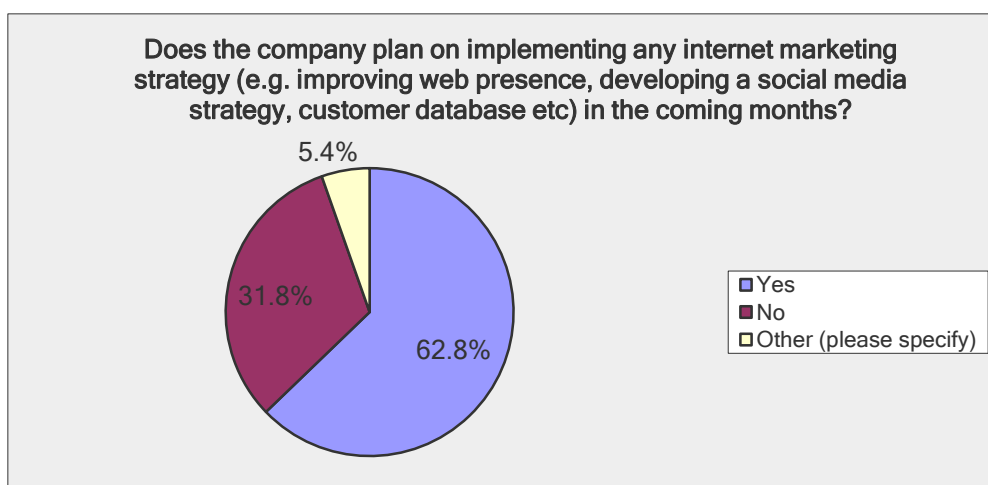 Does the company plan on implementing any internet marketing
strategy (e.g. improving web presence, developing a social media
strategy, customer database etc) in the coming months?
5.4%
31.8%
62.8%
Yes
No
Other (please specify)